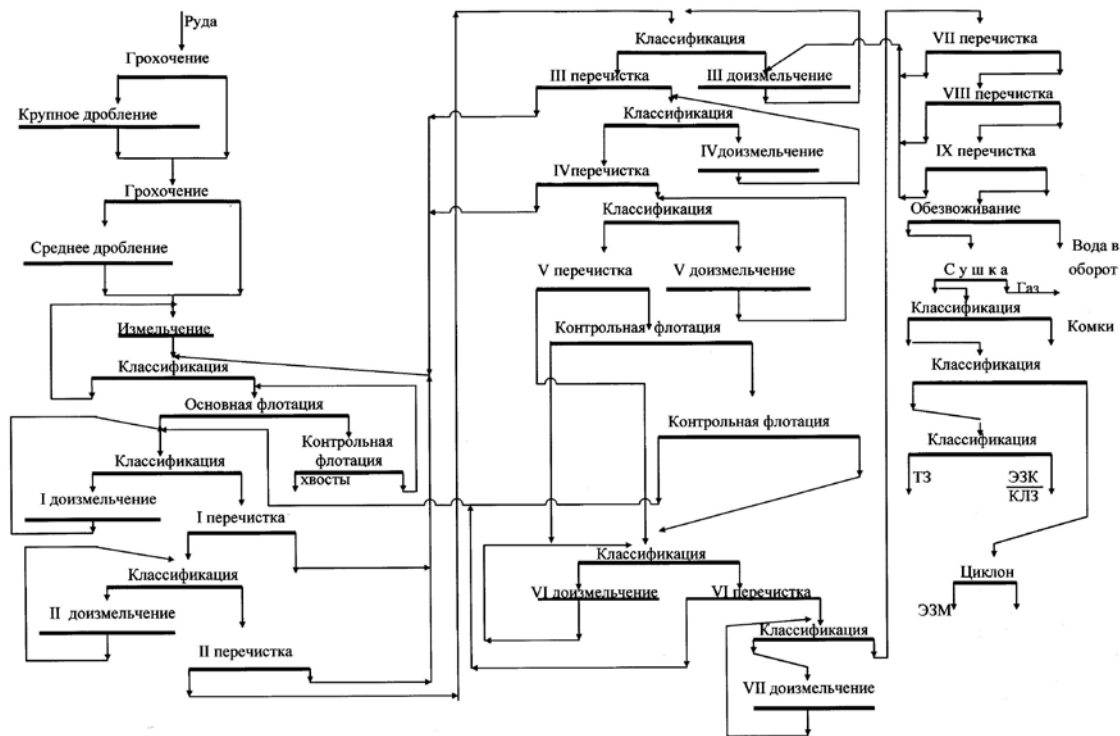 Руда
Грохочение
Крупное дробление
Грохочение
Среднее дробление
Измельчение
Классификация
Основная флотация
Контрольная
флотация
хвосты
Классификация
I доизмельчение
I перечистка
Классификация
II доизмельчение
II перечистка
Классификация
III перечистка
III доизмельчение
Классификация
IVдоизмельчение
IVперечистка
Классификация
V перечистка
V доизмельчение
Контрольная флотация
Контрольная флотация
Классификация
VI доизмельчение
VI перечистка
Классификация
VII доизмельчение
VII перечистка
VIII перечистка
IX перечистка
Обезвоживание
Вода в
оборот
С у ш к а
Газ
Классификация
Комки
Классификация
Классификация
ТЗ
ЭЗК
КЛЗ
Циклон
ЭЗМ